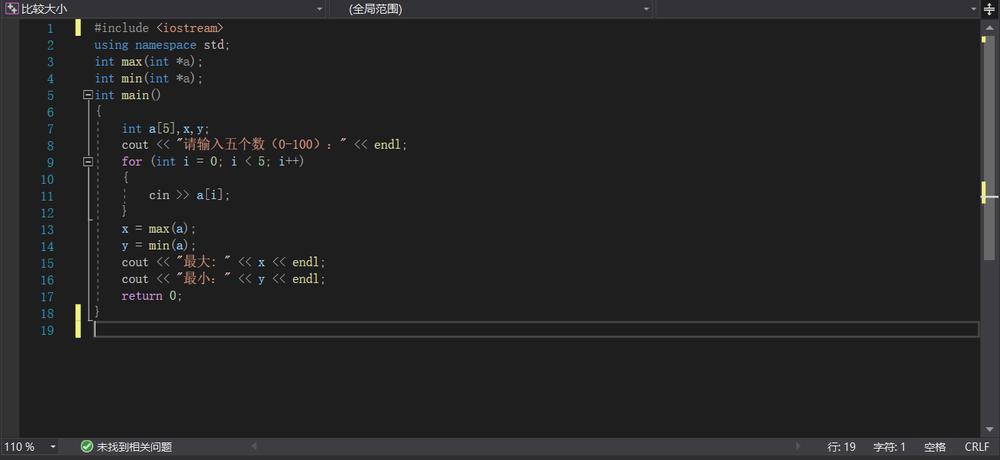 比较大小 (全局范围)
1 #include <iostream>
2 using namespace std;
3 int max(int *a);
4 int min(int *a);
5 int main()
6 {
7 int a[5],x,y;
8 cout << "请输入五个数（0-100）：" << endl;
9 for (int i = 0; i < 5; i++)
10 {
11 cin >> a[i];
12 }
13 x = max(a);
14 y = min(a);
15 cout << "最大：" << x << endl;
16 cout << "最小：" << y << endl;
17 return 0;
18 }
19
110 % 未找到相关问题 行: 19 字符: 1 空格 CRLF